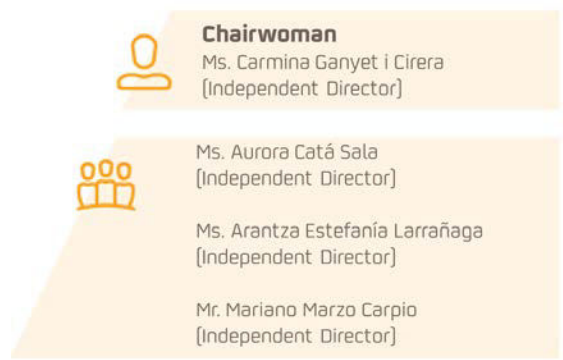 Chairwoman
Ms. Carmina Ganyet i Cirera
(Independent Director)
Ms. Aurora Catá Sala
(Independent Director)
Ms. Arantza Estefanía Larrañaga
(Independent Director)
Mr. Mariano Marzo Carpio
(Independent Director)